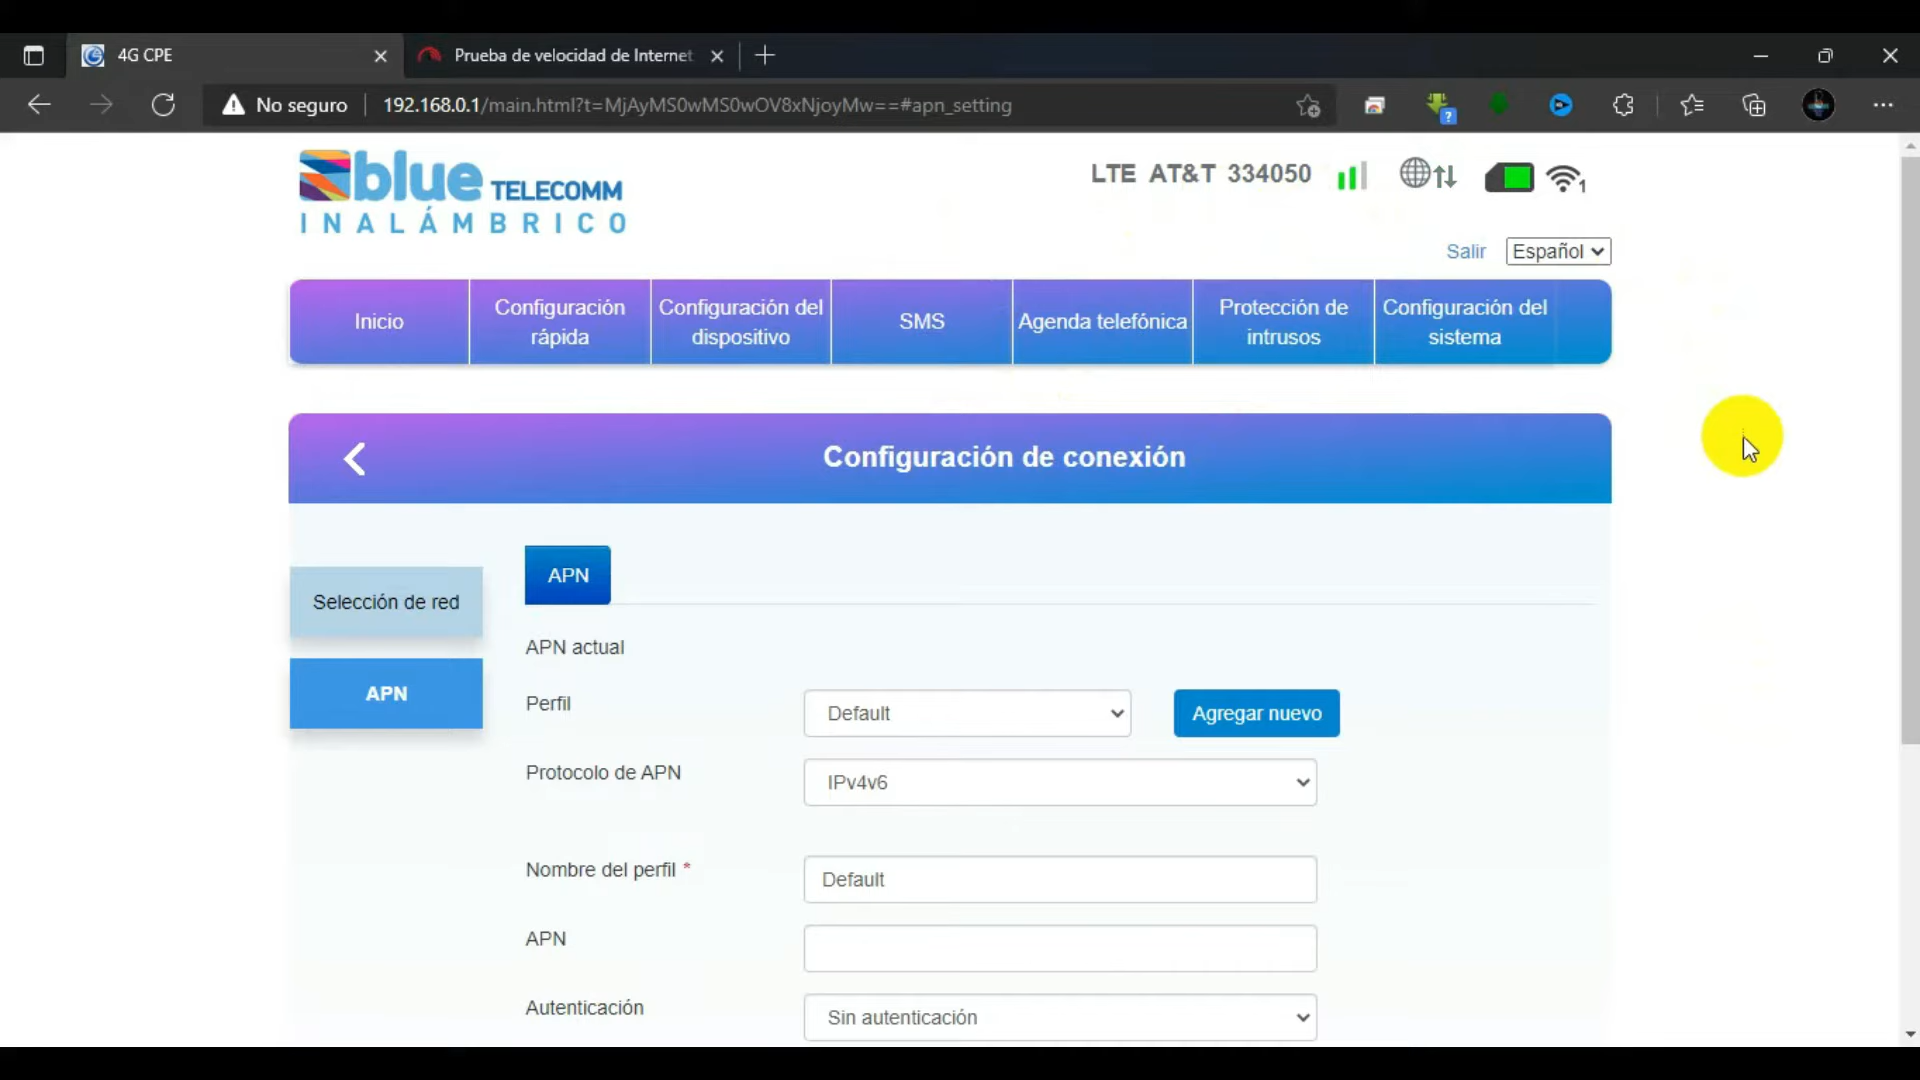 4G CPE
Prueba de velocidad de Internet
No seguro
192.168.0.1/main.html?t=MjAyMS0wMS0wOV8xNjoyMw==#apn_setting
blue TELECOMM
INALÁMBRICO
LTE AT&T 334050
1
Salir
Español
Inicio
Configuración rápida
Configuración del dispositivo
SMS
Agenda telefónica
Protección de intrusos
Configuración del sistema
Configuración de conexión
Selección de red
APN
APN
APN actual
Perfil
Default
Agregar nuevo
Protocolo de APN
IPv4v6
Nombre del perfil *
Default
APN
Autenticación
Sin autenticación